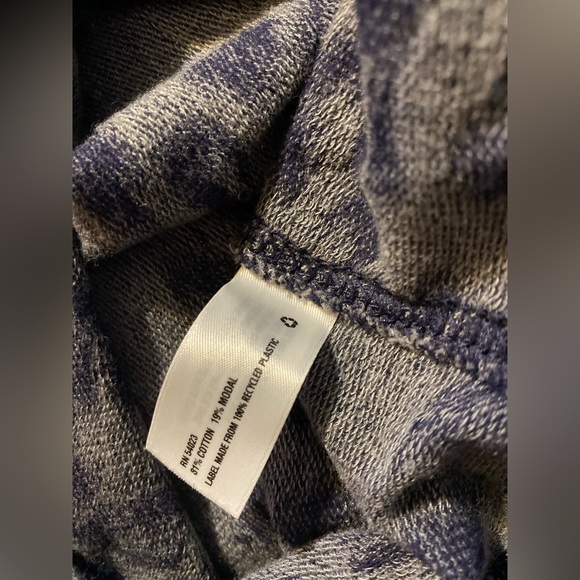 RN 54023
81% COTTON 19% MODAL
LABEL MADE FROM 100% RECYCLED PLASTIC